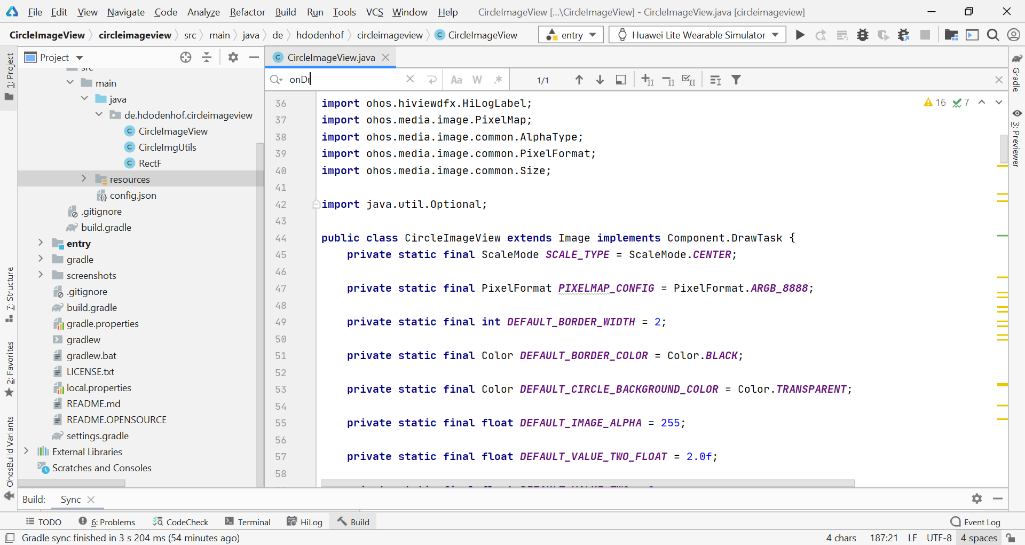 File Edit View Navigate Code Analyze Refactor Build Run Tools VCS Window Help CircleImageView [...\CircleImageView] - CircleImageView.java [circleimageview]
CircleImageView circleimageview src main java de hdodenhof circleimageview CircleImageView entry Huawei Lite Wearable Simulator
Project
CircleImageView.java
onDr
Aa W .* 1/1
main
java
de.hdodenhof.circleimageview
CircleImageView
CircleImgUtils
RectF
resources
config.json
.gitignore
build.gradle
entry
gradle
screenshots
.gitignore
build.gradle
gradle.properties
gradlew
gradlew.bat
LICENSE.txt
local.properties
README.md
README.OPENSOURCE
settings.gradle
External Libraries
Scratches and Consoles
1: Project
Z: Structure
2: Favorites
OhosBuild Variants
16 7
36 import ohos.hiviewdfx.HiLogLabel;
37 import ohos.media.image.PixelMap;
38 import ohos.media.image.common.AlphaType;
39 import ohos.media.image.common.PixelFormat;
40 import ohos.media.image.common.Size;
41
42 import java.util.Optional;
43
44 public class CircleImageView extends Image implements Component.DrawTask {
45 private static final ScaleMode SCALE_TYPE = ScaleMode.CENTER;
46
47 private static final PixelFormat PIXELMAP_CONFIG = PixelFormat.ARGB_8888;
48
49 private static final int DEFAULT_BORDER_WIDTH = 2;
50
51 private static final Color DEFAULT_BORDER_COLOR = Color.BLACK;
52
53 private static final Color DEFAULT_CIRCLE_BACKGROUND_COLOR = Color.TRANSPARENT;
54
55 private static final float DEFAULT_IMAGE_ALPHA = 255;
56
57 private static final float DEFAULT_VALUE_TWO_FLOAT = 2.0f;
58
Gradle
3: Previewer
Build: Sync
TODO 6: Problems CodeCheck Terminal HiLog Build Event Log
Gradle sync finished in 3 s 204 ms (54 minutes ago) 4 chars 187:21 LF UTF-8 4 spaces